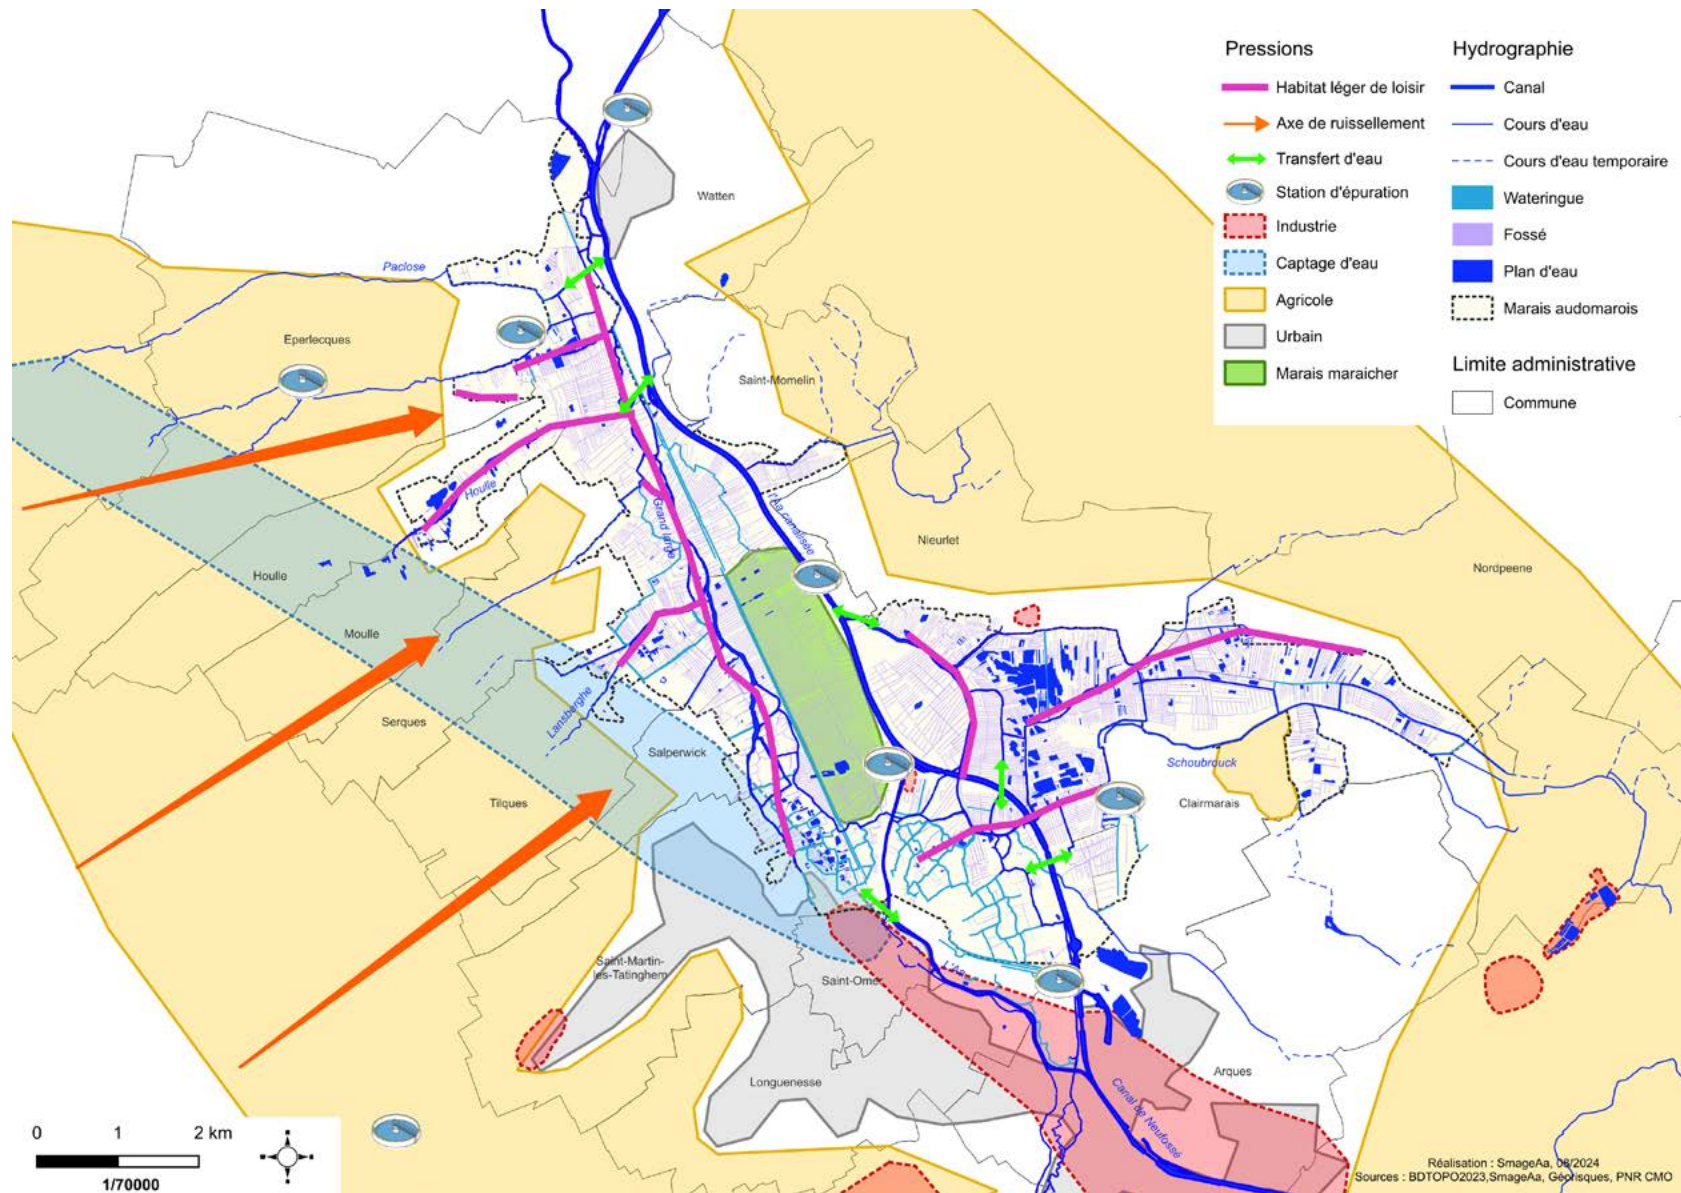 Pressions
Habitat léger de loisir
Axe de ruissellement
Transfert d'eau
Station d'épuration
Industrie
Captage d'eau
Agricole
Urbain
Marais maraicher
Hydrographie
Canal
Cours d'eau
Cours d'eau temporaire
Wateringue
Fossé
Plan d'eau
Marais audomarois
Limite administrative
Commune
Watten
Paclose
Eperlecques
Saint-Momelin
Houlle
Grand large
l'Aa canalisée
Nieurlet
Nordpeene
Houlle
Moulle
Lansberghe
Serques
Salperwick
Schoubrouck
Tilques
Clairmarais
Saint-Martin-
les-Tatinghem
Saint-Omer
L'Aa
Longuenesse
Arques
Canal de Neufossé
0 1 2 km
1/70000
Réalisation : SmageAa, 06/2024
Sources : BDTOPO2023,SmageAa, Géorisques, PNR CMO